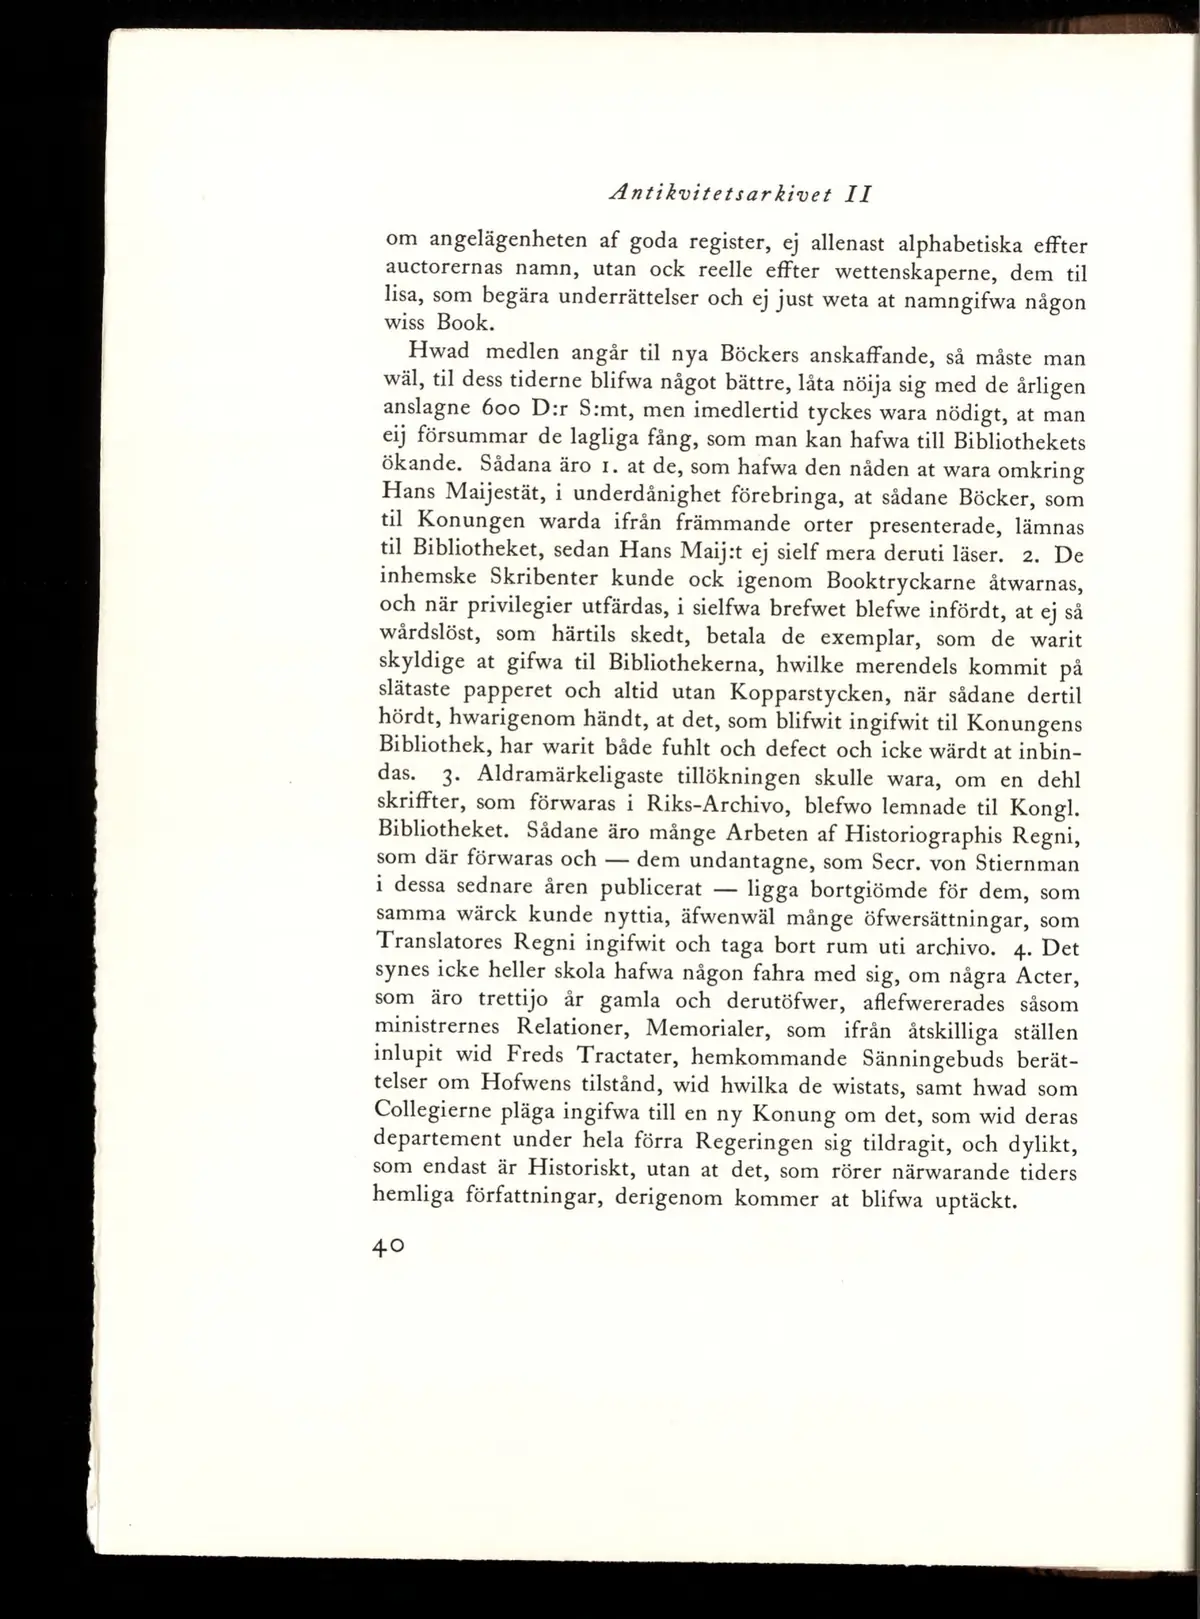 Antikvitetsarkivet II
om angelägenheten af goda register, ej allenast alphabetiska effter
auctorernas namn, utan ock reelle effter wettenskaperne, dem til
lisa, som begära underrättelser och ej just weta at namngifwa någon
wiss Book.
Hwad medlen angår til nya Böckers anskaffande, så måste man
wäl, til dess tiderne blifwa något bättre, låta nöija sig med de årligen
anslagne 600 D:r S:mt, men imedlertid tyckes wara nödigt, at man
eij försummar de lagliga fång, som man kan hafwa till Bibliothekets
ökande. Sådana äro 1. at de, som hafwa den nåden at wara omkring
Hans Maijestät, i underdånighet förebringa, at sådane Böcker, som
til Konungen warda ifrån främmande orter presenterade, lämnas
til Bibliotheket, sedan Hans Maij:t ej sielf mera deruti läser. 2. De
inhemske Skribenter kunde ock igenom Booktryckarne åtwarnas,
och när privilegier utfärdas, i sielfwa brefwet blefwe infördt, at ej så
wårdslöst, som härtils skedt, betala de exemplar, som de warit
skyldige at gifwa til Bibliothekerna, hwilke merendels kommit på
slätaste papperet och altid utan Kopparstycken, när sådane dertil
hördt, hwarigenom händt, at det, som blifwit ingifwit til Konungens
Bibliothek, har warit både fuhlt och defect och icke wärdt at inbin-
das. 3. Aldramärkeligaste tillökningen skulle wara, om en dehl
skriffter, som förwaras i Riks-Archivo, blefwo lemnade til Kongl.
Bibliotheket. Sådane äro månge Arbeten af Historiographis Regni,
som där förwaras och — dem undantagne, som Secr. von Stiernman
i dessa sednare åren publicerat — ligga bortgiömde för dem, som
samma wärck kunde nyttia, äfwenwäl månge öfwersättningar, som
Translatores Regni ingifwit och taga bort rum uti archivo. 4. Det
synes icke heller skola hafwa någon fahra med sig, om några Acter,
som äro trettijo år gamla och derutöfwer, aflefwererades såsom
ministrernes Relationer, Memorialer, som ifrån åtskilliga ställen
inlupit wid Freds Tractater, hemkommande Sänningebuds berät-
telser om Hofwens tilstånd, wid hwilka de wistats, samt hwad som
Collegierne pläga ingifwa till en ny Konung om det, som wid deras
departement under hela förra Regeringen sig tildragit, och dylikt,
som endast är Historiskt, utan at det, som rörer närwarande tiders
hemliga författningar, derigenom kommer at blifwa uptäckt.
40